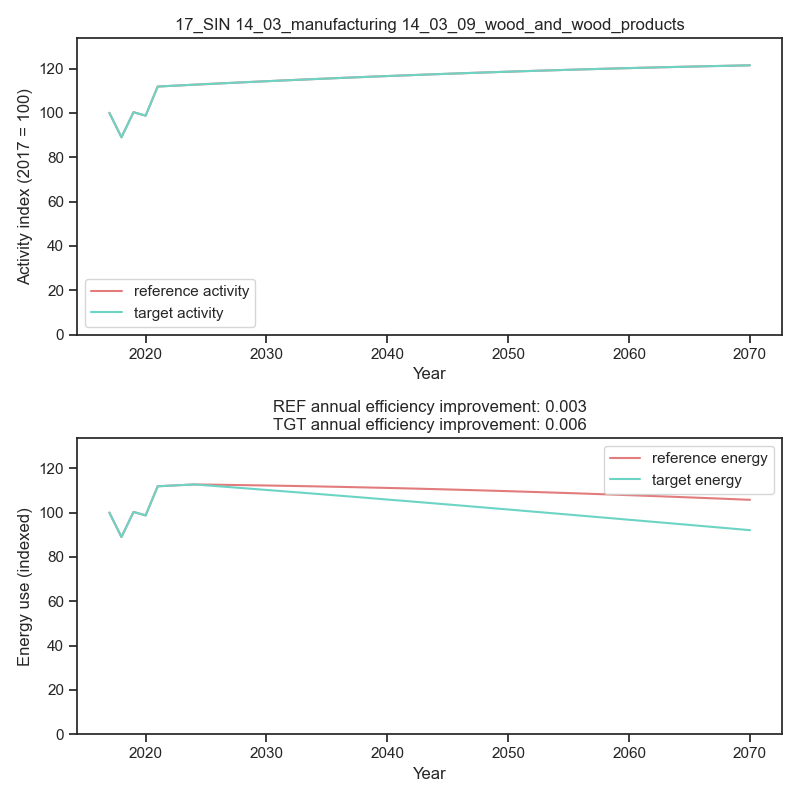 17_SIN 14_03_manufacturing 14_03_09_wood_and_wood_products
Activity index (2017 = 100)
120
100
80
60
40
20
0
reference activity
target activity
2020 2030 2040 2050 2060 2070
Year
REF annual efficiency improvement: 0.003
TGT annual efficiency improvement: 0.006
Energy use (indexed)
120
100
80
60
40
20
0
reference energy
target energy
2020 2030 2040 2050 2060 2070
Year